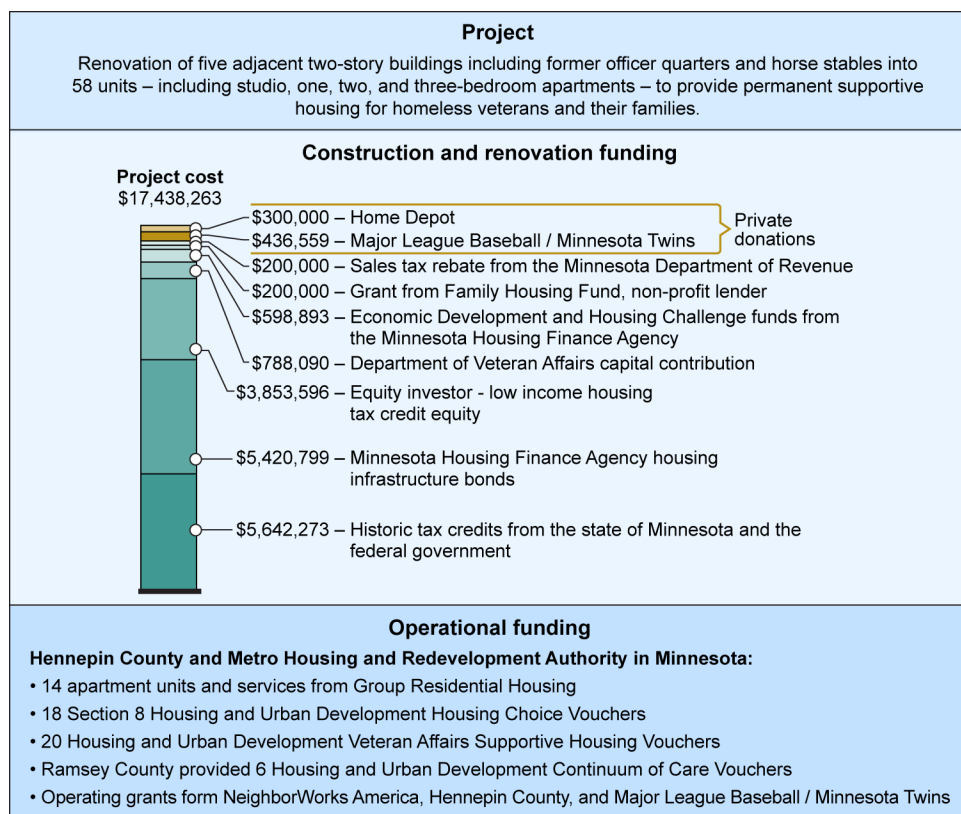 Project
Renovation of five adjacent two-story buildings including former officer quarters and horse stables into
58 units – including studio, one, two, and three-bedroom apartments – to provide permanent supportive
housing for homeless veterans and their families.
Construction and renovation funding
Project cost
$17,438,263
$300,000 – Home Depot
$436,559 – Major League Baseball / Minnesota Twins
Private
donations
$200,000 – Sales tax rebate from the Minnesota Department of Revenue
$200,000 – Grant from Family Housing Fund, non-profit lender
$598,893 – Economic Development and Housing Challenge funds from
the Minnesota Housing Finance Agency
$788,090 – Department of Veteran Affairs capital contribution
$3,853,596 – Equity investor - low income housing
tax credit equity
$5,420,799 – Minnesota Housing Finance Agency housing
infrastructure bonds
$5,642,273 – Historic tax credits from the state of Minnesota and the
federal government
Operational funding
Hennepin County and Metro Housing and Redevelopment Authority in Minnesota:
• 14 apartment units and services from Group Residential Housing
• 18 Section 8 Housing and Urban Development Housing Choice Vouchers
• 20 Housing and Urban Development Veteran Affairs Supportive Housing Vouchers
• Ramsey County provided 6 Housing and Urban Development Continuum of Care Vouchers
• Operating grants form NeighborWorks America, Hennepin County, and Major League Baseball / Minnesota Twins